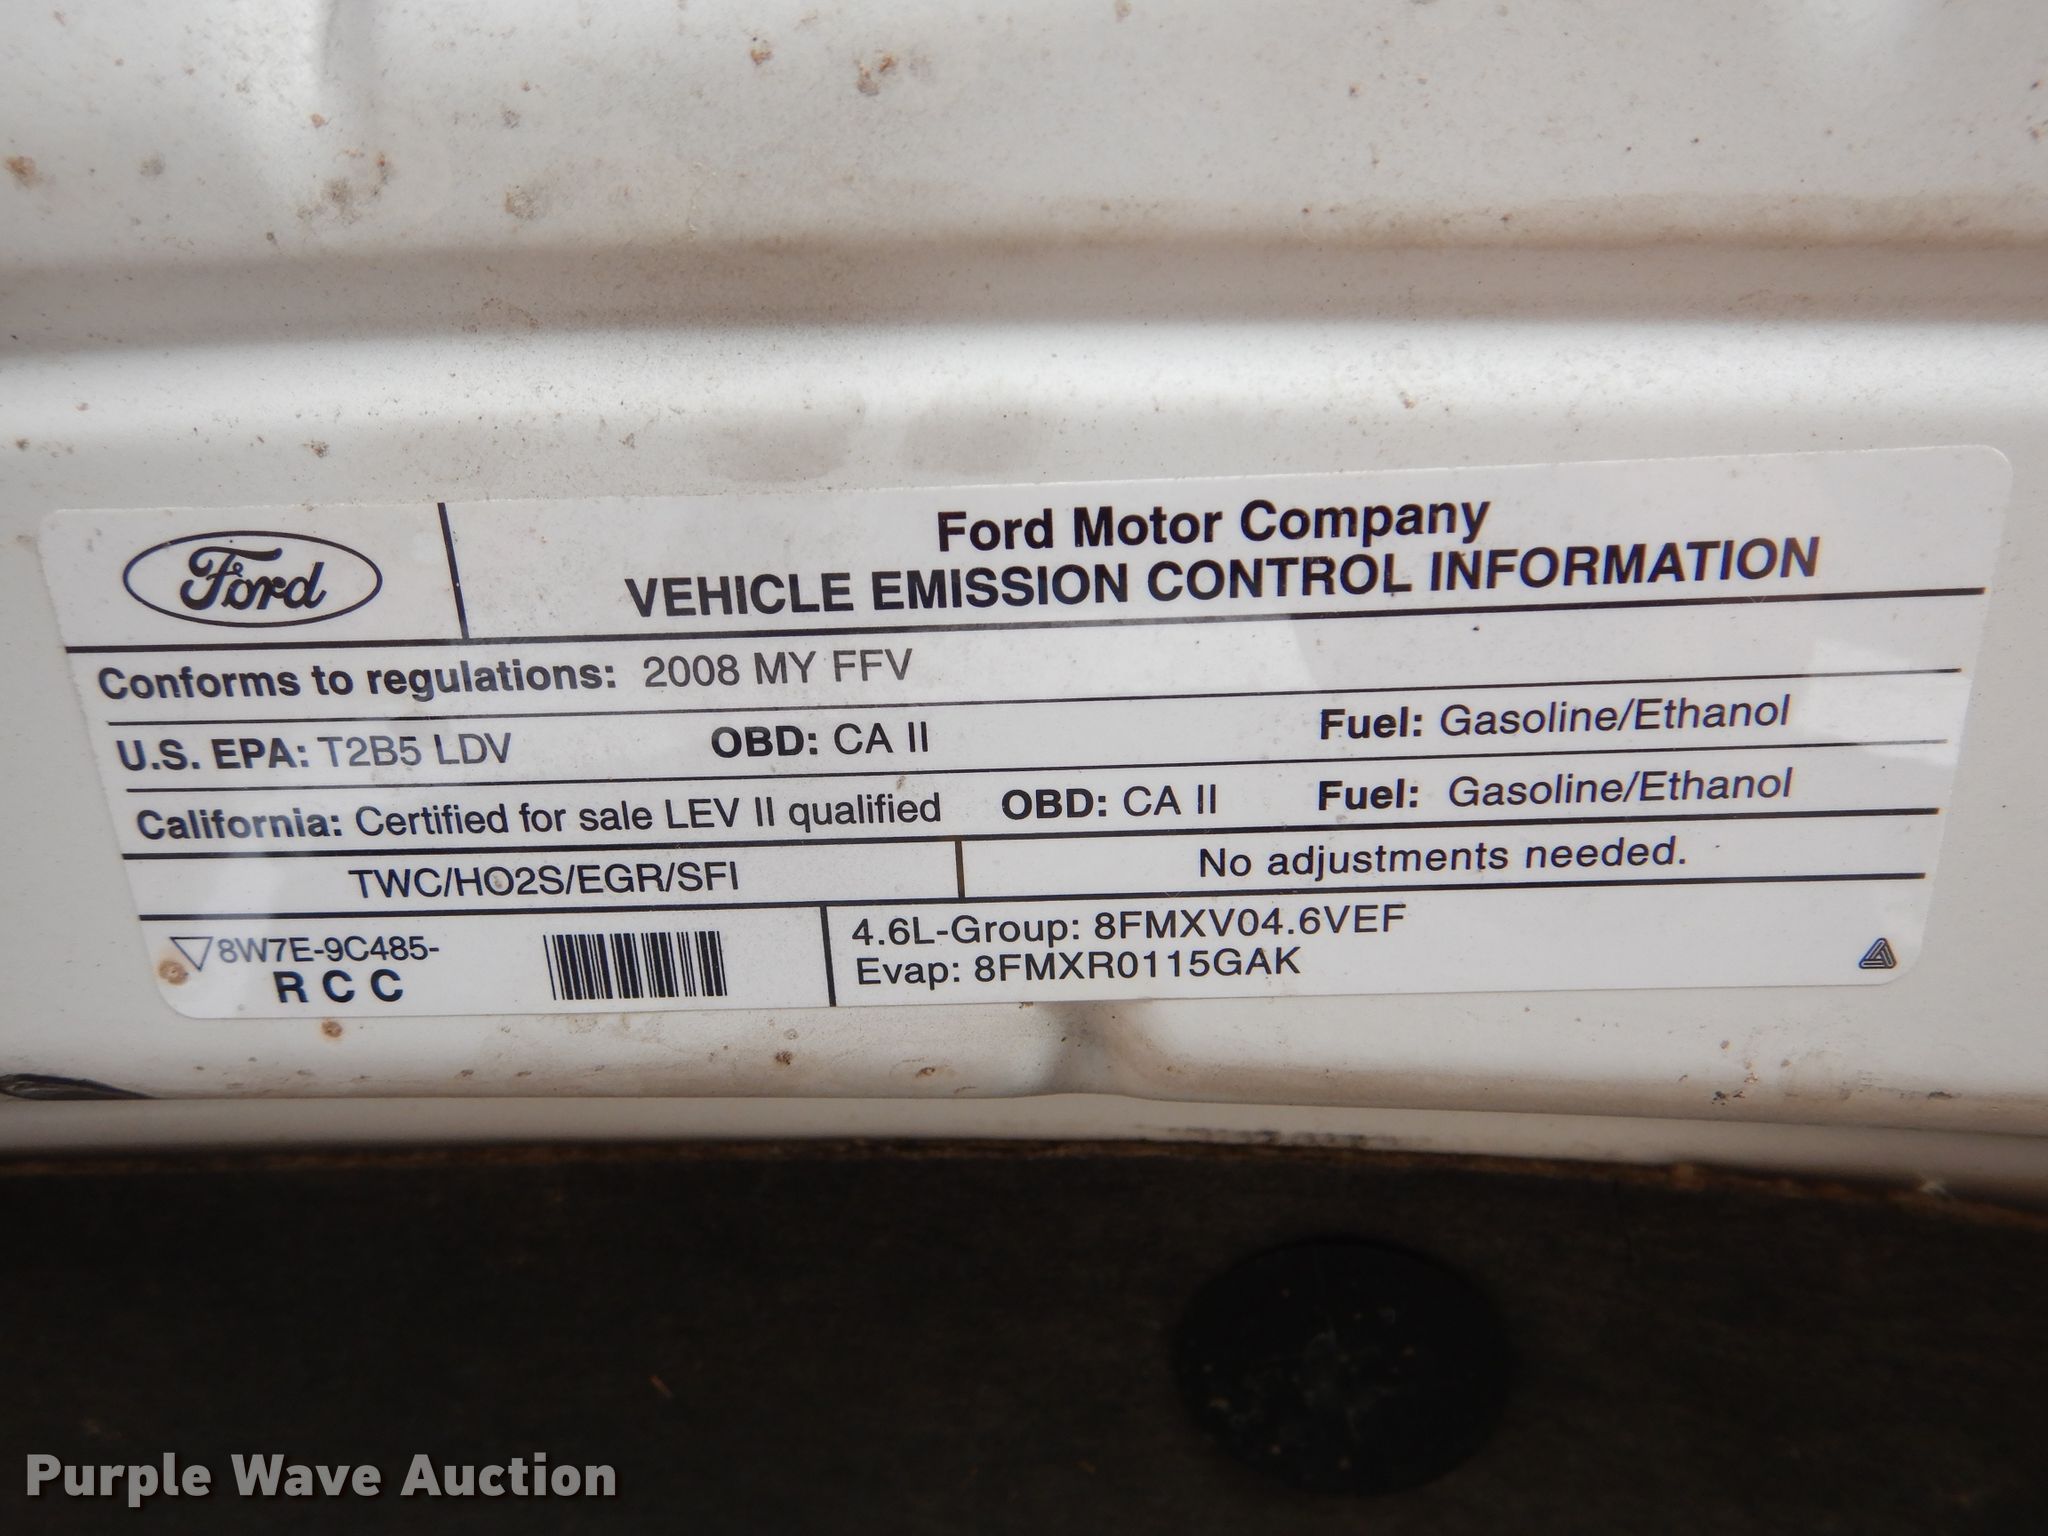 Ford
Ford Motor Company
VEHICLE EMISSION CONTROL INFORMATION
Conforms to regulations: 2008 MY FFV
U.S. EPA: T2B5 LDV OBD: CA II Fuel: Gasoline/Ethanol
California: Certified for sale LEV II qualified OBD: CA II Fuel: Gasoline/Ethanol
TWC/HO2S/EGR/SFI No adjustments needed.
8W7E-9C485-
R C C
4.6L-Group: 8FMXV04.6VEF
Evap: 8FMXR0115GAK
Purple Wave Auction